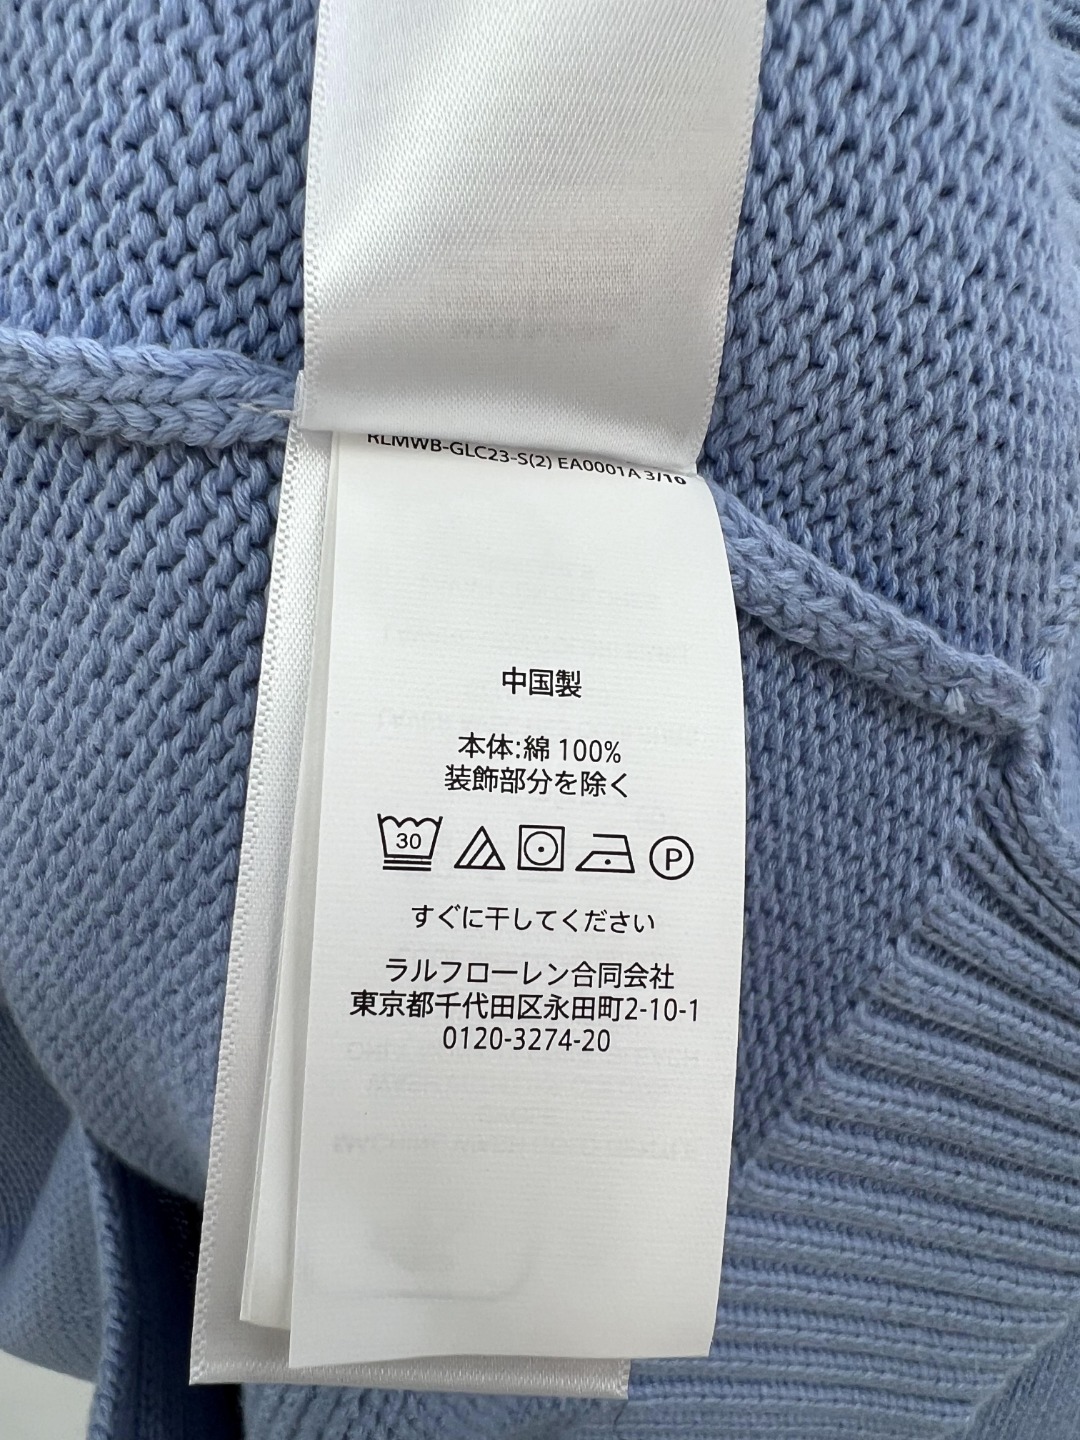 RLMWB-GLC23-S(2) EA0001A 3/10
中国製
本体:綿 100%
装飾部分を除く
30
P
すぐに干してください
ラルフローレン合同会社
東京都千代田区永田町2-10-1
0120-3274-20